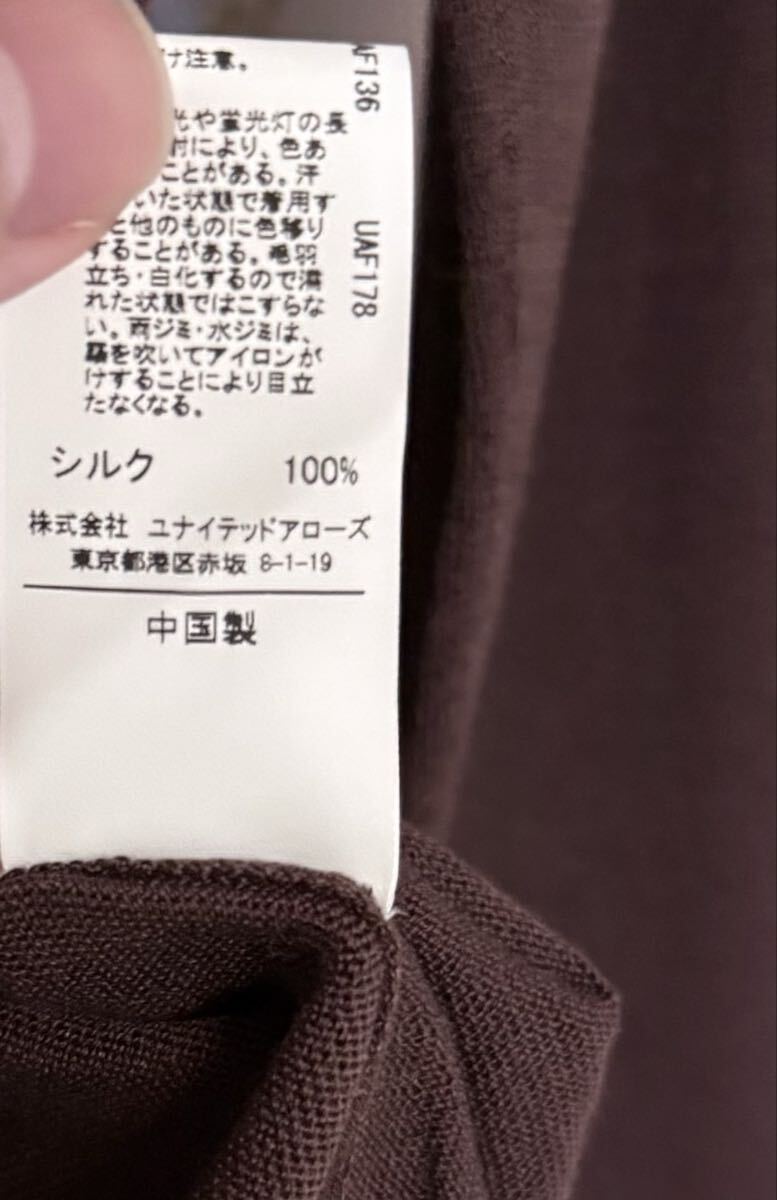 け注意。
光や蛍光灯の長
射により、色あ
ことがある。汗
いた状態で着用す
と他のものに色移り
することがある。毛羽
立ち・白化するので濡
れた状態ではこすらな
い。雨ジミ・水ジミは、
霧を吹いてアイロンが
けすることにより目立
たなくなる。
シルク 100%
株式会社 ユナイテッドアローズ
東京都港区赤坂 8-1-19
中国製
AF136
UAF178